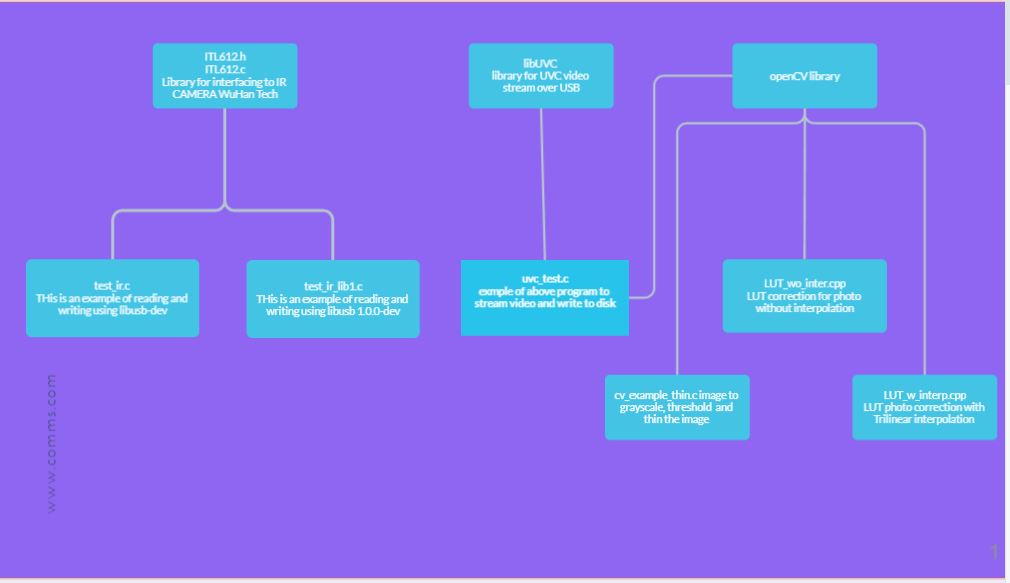 ITL612.h
ITL612.c
Library for interfacing to IR
CAMERA WuHan Tech
libUVC
library for UVC video
stream over USB
openCV library
test_ir.c
THis is an example of reading and
writing using libusb-dev
test_ir_lib1.c
THis is an example of reading and
writing using libusb 1.0.0-dev
uvc_test.c
exmple of above program to
stream video and write to disk
LUT_wo_inter.cpp
LUT correction for photo
without interpolation
cv_example_thin.c image to
grayscale, threshold and
thin the image
LUT_w_interp.cpp
LUT photo correction with
Trilinear interpolation
www.comms.com
1